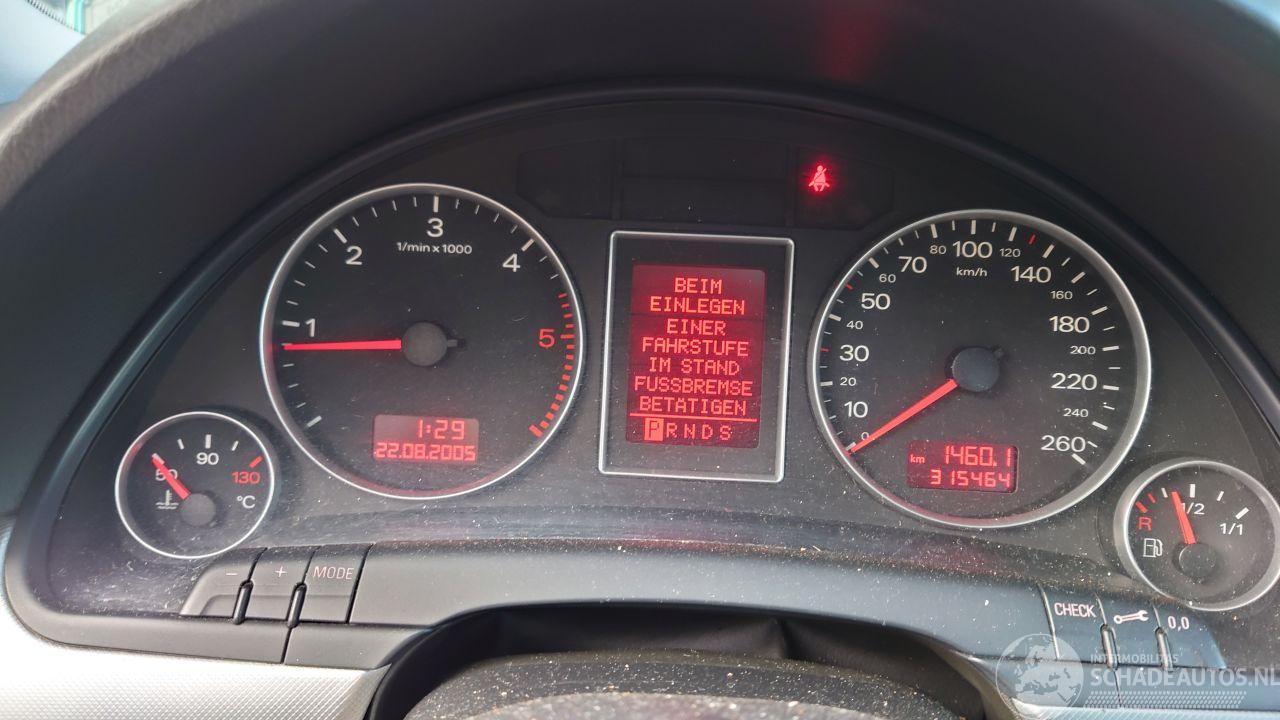 1/min x 1000
1
2
3
4
5
1:29
22.08.2005
50
90
130
°C
BEIM
EINLEGEN
EINER
FAHRSTUFE
IM STAND
FUSSBREMSE
BETÄTIGEN
PRNDS
km/h
0
10
20
30
40
50
60
70
80
100
120
140
160
180
200
220
240
260
km 1460.1
315464
R
1/2
1/1
−
+
MODE
CHECK
0,0
INTERMOBILITAS
SCHADEAUTOS.NL